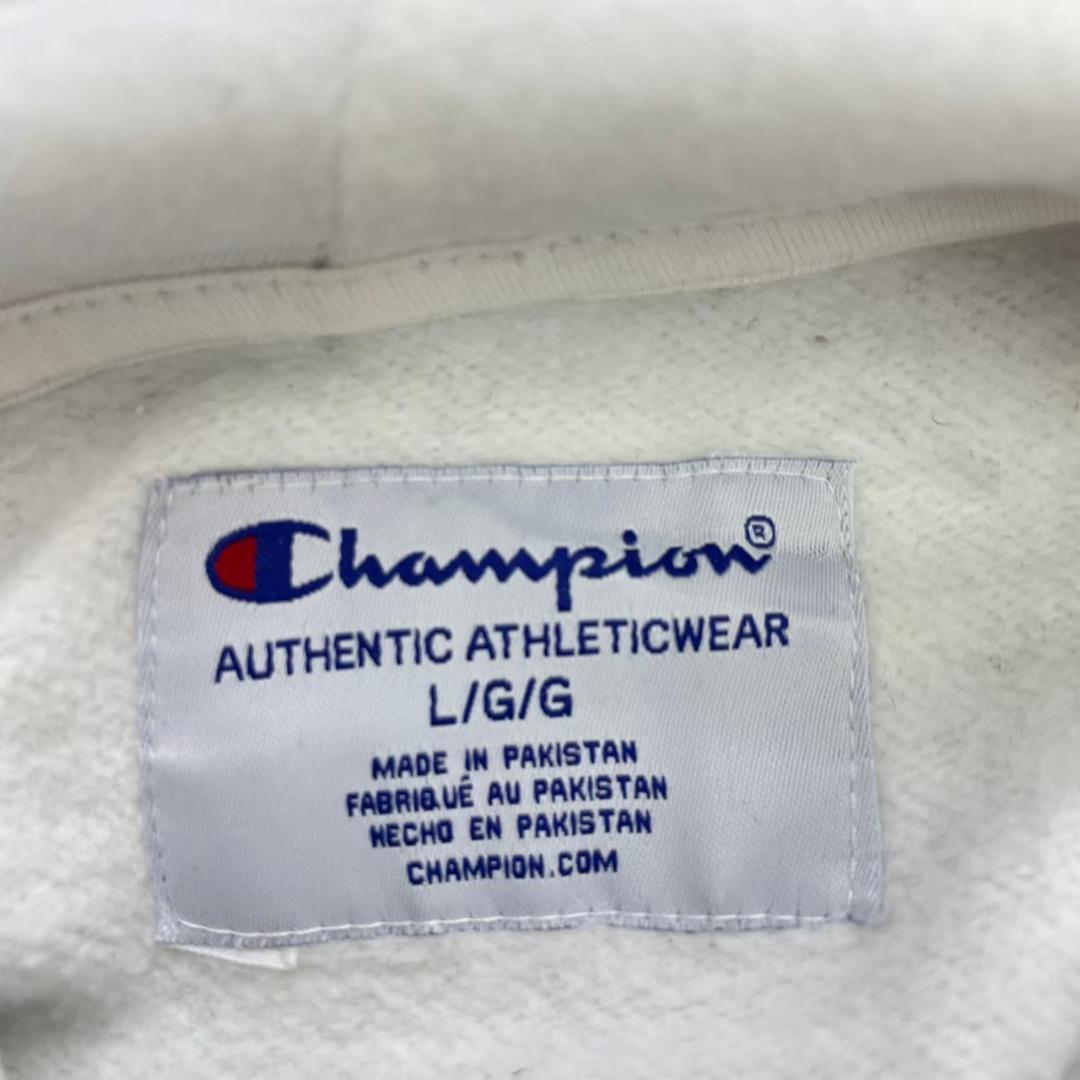 Champion®
AUTHENTIC ATHLETICWEAR
L/G/G
MADE IN PAKISTAN
FABRIQUÉ AU PAKISTAN
HECHO EN PAKISTAN
CHAMPION.COM